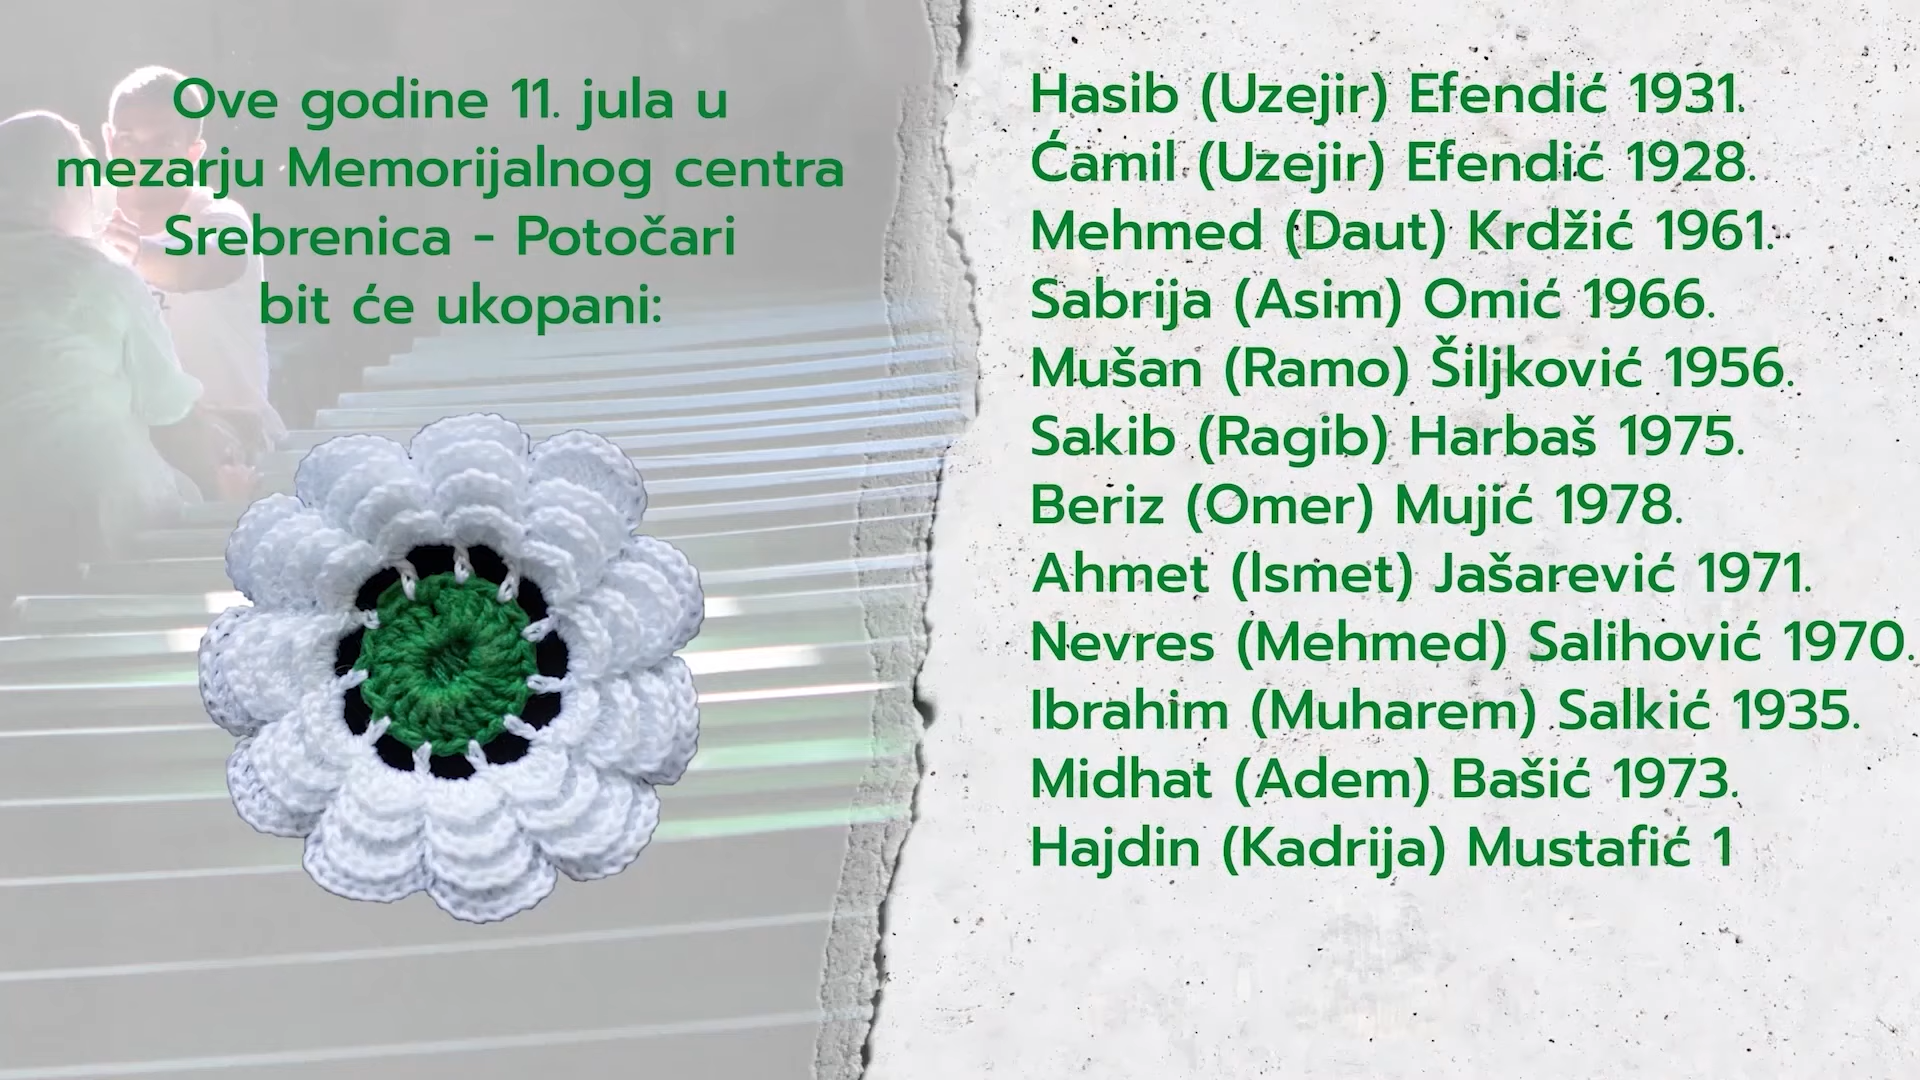 Ove godine 11. jula u
mezarju Memorijalnog centra
Srebrenica - Potočari
bit će ukopani:
Hasib (Uzejir) Efendić 1931.
Ćamil (Uzejir) Efendić 1928.
Mehmed (Daut) Krdžić 1961.
Sabrija (Asim) Omić 1966.
Mušan (Ramo) Šiljković 1956.
Sakib (Ragib) Harbaš 1975.
Beriz (Omer) Mujić 1978.
Ahmet (Ismet) Jašarević 1971.
Nevres (Mehmed) Salihović 1970.
Ibrahim (Muharem) Salkić 1935.
Midhat (Adem) Bašić 1973.
Hajdin (Kadrija) Mustafić 1